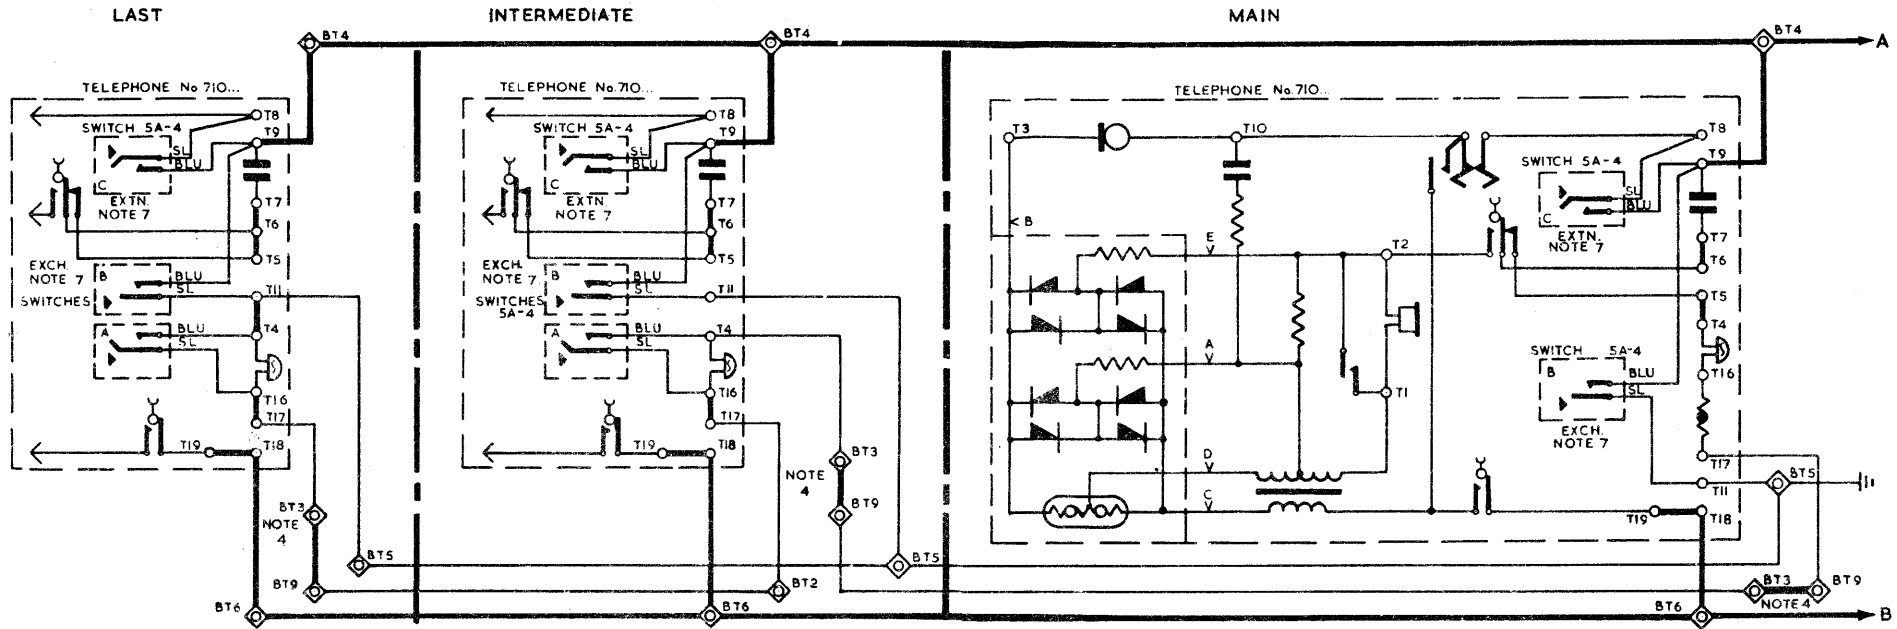 LAST
INTERMEDIATE
MAIN
BT4
BT4
BT4
A
TELEPHONE No 710...
T8
T9
SWITCH 5A-4
SL
BLU
C
EXTN.
NOTE 7
T7
T6
T5
EXCH.
NOTE 7
SWITCHES
B
BLU
SL
T11
A
BLU
SL
T4
T16
T17
T19
T18
BT3
NOTE
4
BT9
BT5
BT6
TELEPHONE No.710...
T8
T9
SWITCH 5A-4
SL
BLU
C
EXTN.
NOTE 7
T7
T6
T5
EXCH.
NOTE 7
SWITCHES
5A-4
B
BLU
SL
T11
A
BLU
SL
T4
T16
T17
T19
T18
NOTE
4
BT3
BT9
BT5
BT2
BT6
TELEPHONE No.710...
T3
T10
T8
T9
SWITCH 5A-4
SL
BLU
C
EXTN.
NOTE 7
B
E
T2
T7
T6
T5
T4
A
T1
SWITCH 5A-4
B
BLU
SL
EXCH.
NOTE 7
T16
T17
D
C
T11
BT5
T19
T18
BT3
BT9
NOTE 4
BT6
B